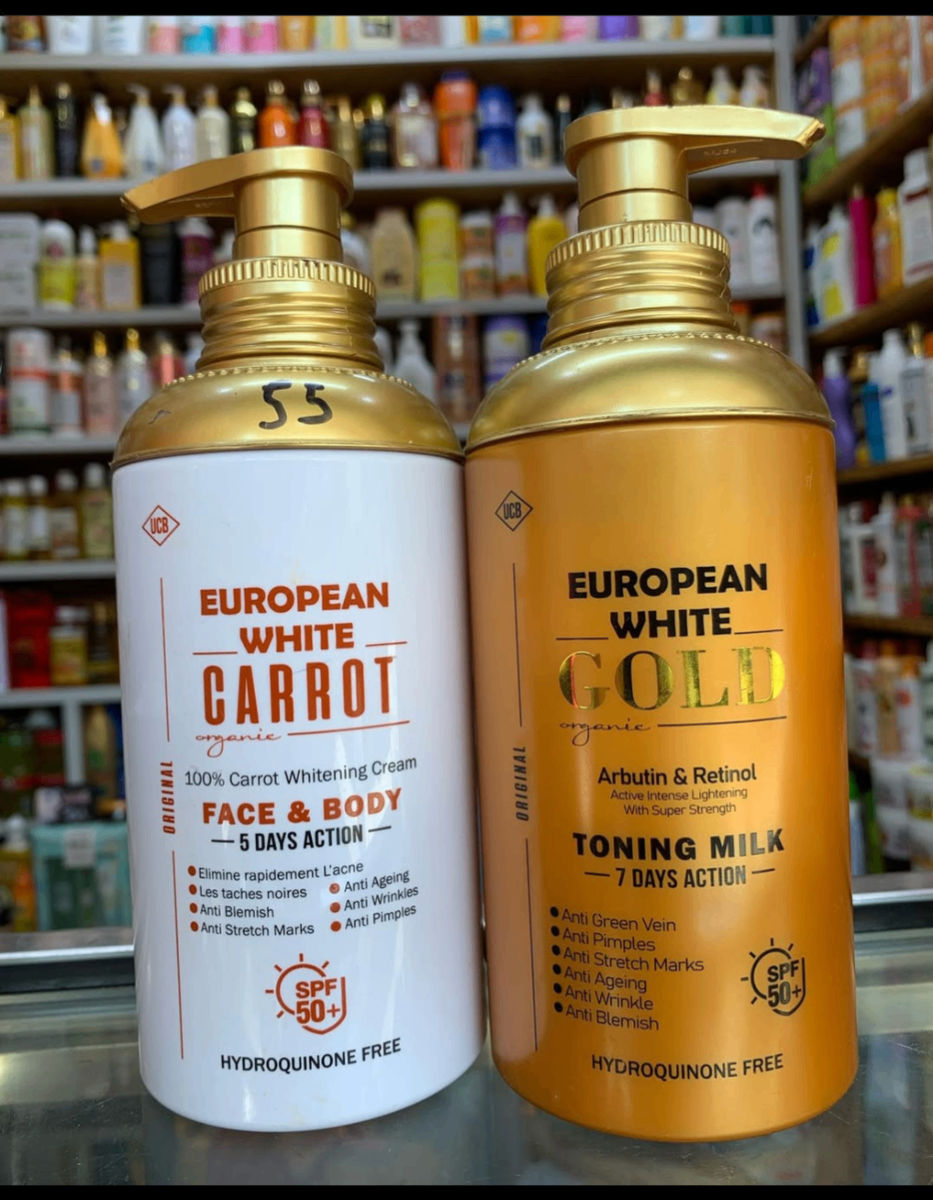 55
UCB
EUROPEAN
WHITE
CARROT
organic
ORIGINAL
100% Carrot Whitening Cream
FACE & BODY
5 DAYS ACTION
Elimine rapidement L'acne
Les taches noires
Anti Blemish
Anti Stretch Marks
Anti Ageing
Anti Wrinkles
Anti Pimples
SPF
50+
HYDROQUINONE FREE
UCB
EUROPEAN
WHITE
GOLD
organic
ORIGINAL
Arbutin & Retinol
Active Intense Lightening
With Super Strength
TONING MILK
7 DAYS ACTION
Anti Green Vein
Anti Pimples
Anti Stretch Marks
Anti Ageing
Anti Wrinkle
Anti Blemish
SPF
50+
HYDROQUINONE FREE